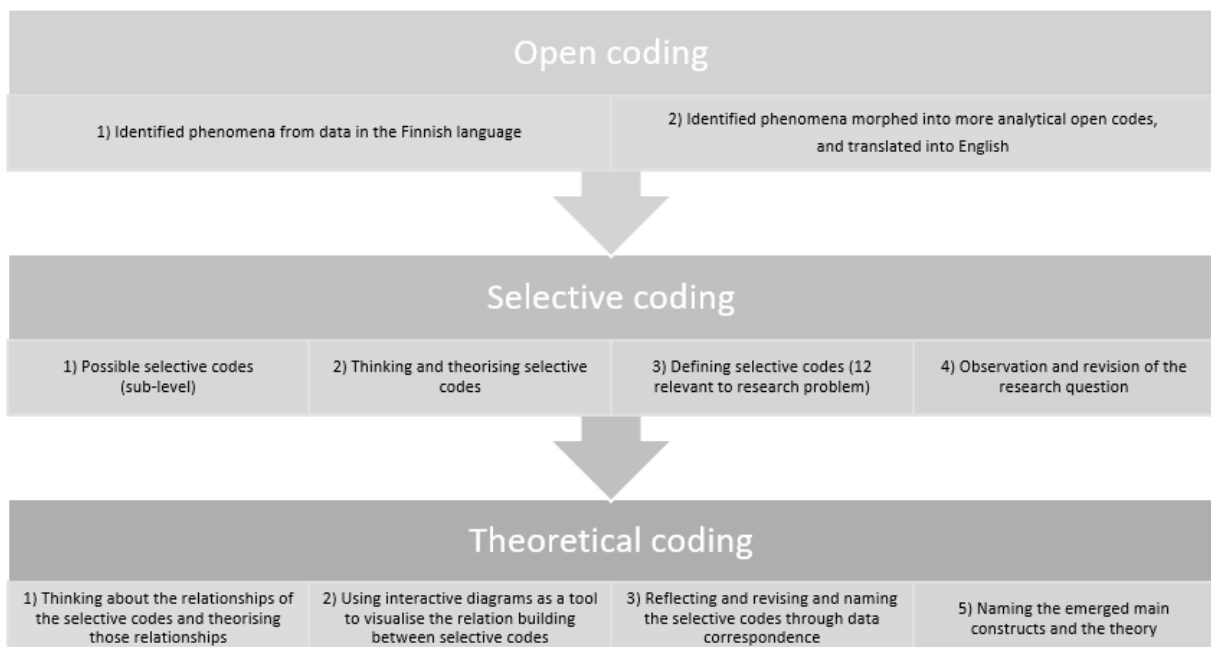 Open coding
1) Identified phenomena from data in the Finnish language
2) Identified phenomena morphed into more analytical open codes,
and translated into English
Selective coding
1) Possible selective codes
(sub-level)
2) Thinking and theorising selective
codes
3) Defining selective codes (12
relevant to research problem)
4) Observation and revision of the
research question
Theoretical coding
1) Thinking about the relationships of
the selective codes and theorising
those relationships
2) Using interactive diagrams as a tool
to visualise the relation building
between selective codes
3) Reflecting and revising and naming
the selective codes through data
correspondence
5) Naming the emerged main
constructs and the theory